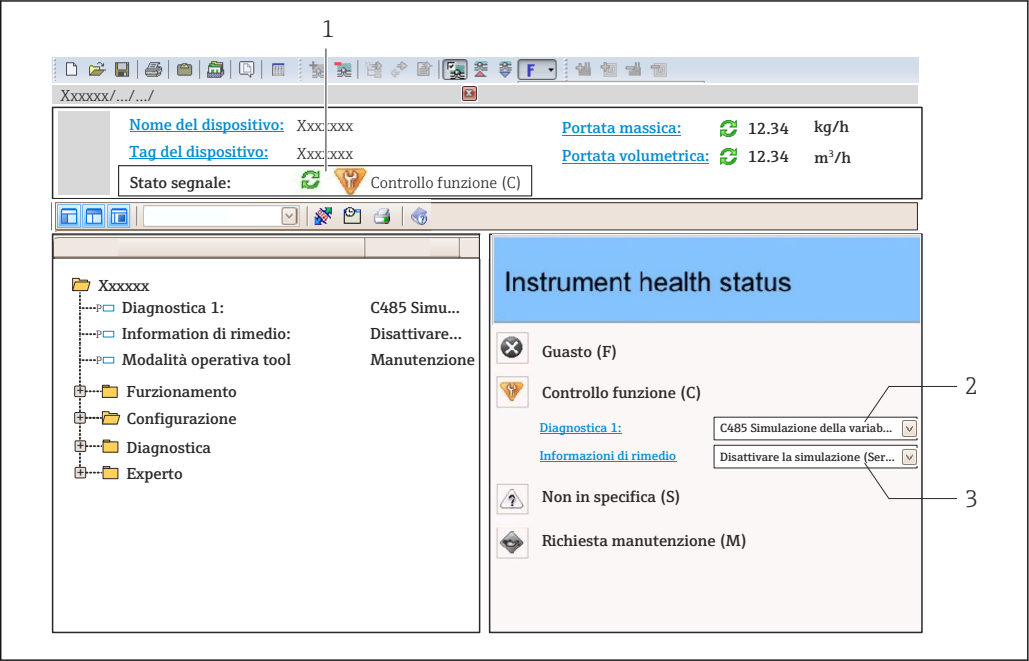 1
F
Xxxxxx/.../.../
Nome del dispositivo: Xxxxxxx
Portata massica: 12.34 kg/h
Tag del dispositivo: Xxxxxxx
Portata volumetrica: 12.34 m³/h
Stato segnale: Controllo funzione (C)
Xxxxxx
Diagnostica 1: C485 Simu...
Information di rimedio: Disattivare...
Modalità operativa tool Manutenzione
Furzionamento
Configurazione
Diagnostica
Experto
Instrument health status
Guasto (F)
Controllo funzione (C)
2
Diagnostica 1: C485 Simulazione della variab...
Informazioni di rimedio Disattivare la simulazione (Ser...
3
Non in specifica (S)
Richiesta manutenzione (M)